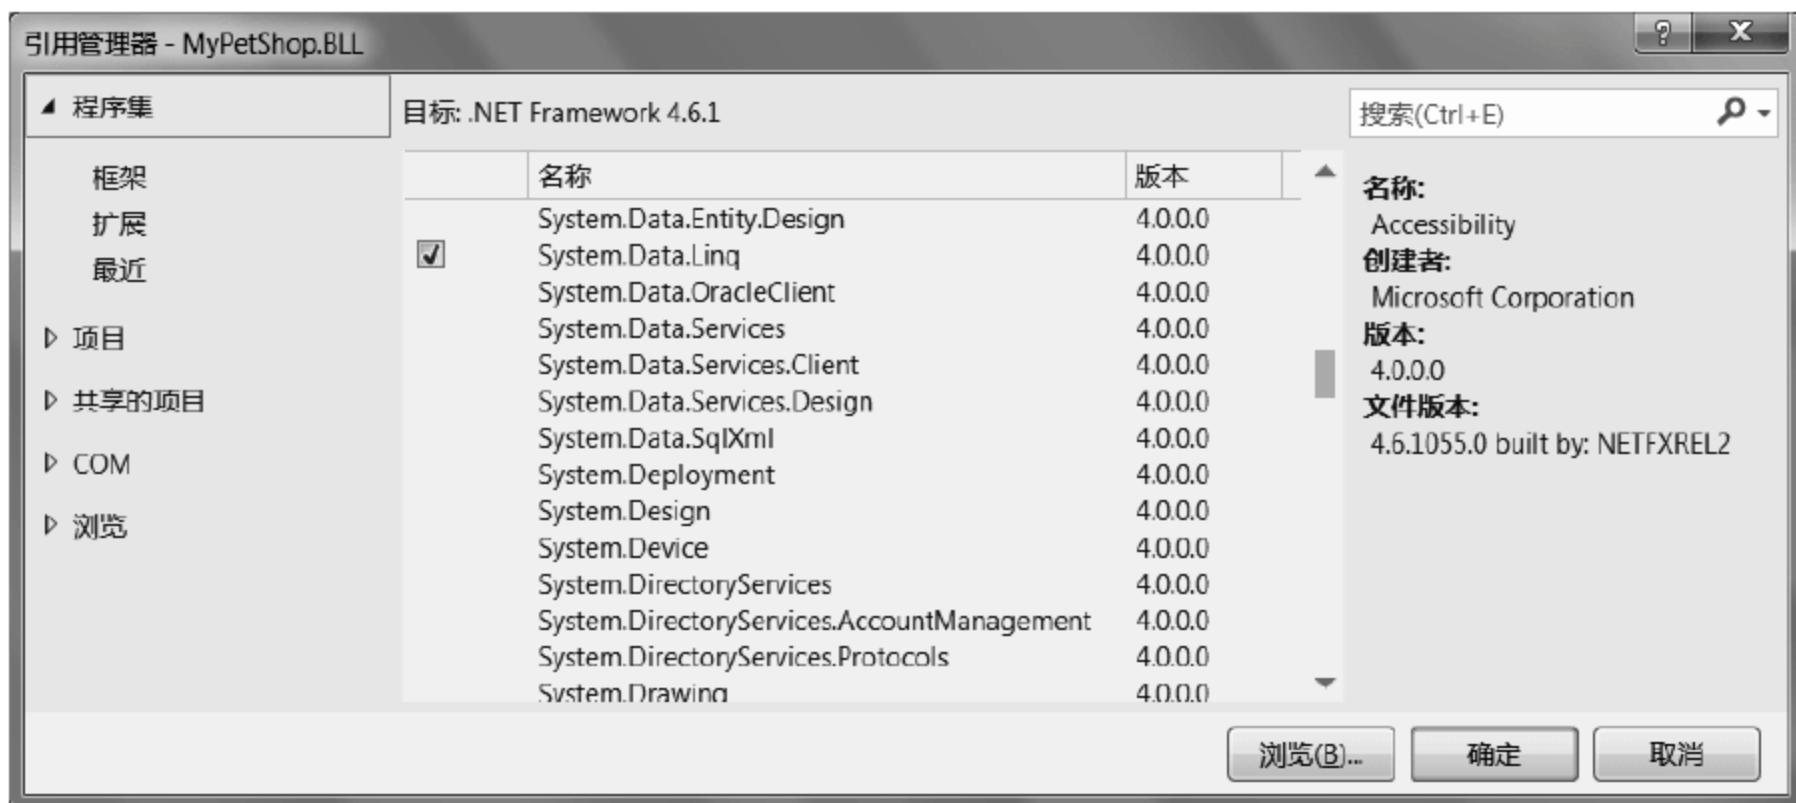 引用管理器 - MyPetShop.BLL
程序集
框架
扩展
最近
项目
共享的项目
COM
浏览
目标: .NET Framework 4.6.1
名称 版本
System.Data.Entity.Design 4.0.0.0
System.Data.Linq 4.0.0.0
System.Data.OracleClient 4.0.0.0
System.Data.Services 4.0.0.0
System.Data.Services.Client 4.0.0.0
System.Data.Services.Design 4.0.0.0
System.Data.SqlXml 4.0.0.0
System.Deployment 4.0.0.0
System.Design 4.0.0.0
System.Device 4.0.0.0
System.DirectoryServices 4.0.0.0
System.DirectoryServices.AccountManagement 4.0.0.0
System.DirectoryServices.Protocols 4.0.0.0
System.Drawing 4.0.0.0
搜索(Ctrl+E)
名称:
Accessibility
创建者:
Microsoft Corporation
版本:
4.0.0.0
文件版本:
4.6.1055.0 built by: NETFXREL2
浏览(B)... 确定 取消